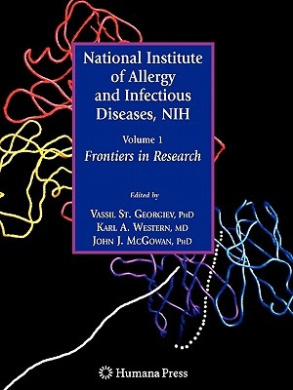 National Institute
of Allergy
and Infectious
Diseases, NIH
Volume 1
Frontiers in Research
Edited by
Vassil St. Georgiev, PhD
Karl A. Western, MD
John J. McGowan, PhD
Humana Press